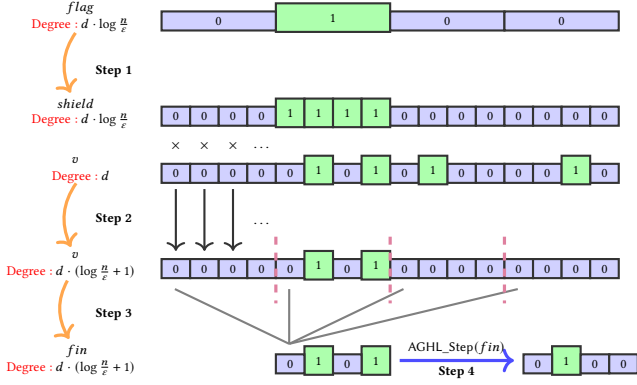 flag
0 1 0 0
Degree : d · log n/ε
Step 1
shield
0 0 0 0 1 1 1 1 0 0 0 0 0 0 0 0
Degree : d · log n/ε
× × × ...
v
0 0 0 0 0 1 0 1 0 1 0 0 0 0 1 0
Degree : d
Step 2
...
v
0 0 0 0 0 1 0 1 0 0 0 0 0 0 0 0
Degree : d · (log n/ε + 1)
Step 3
fin
AGHL_Step(fin)
0 1 0 1
0 1 0 0
Degree : d · (log n/ε + 1)
Step 4